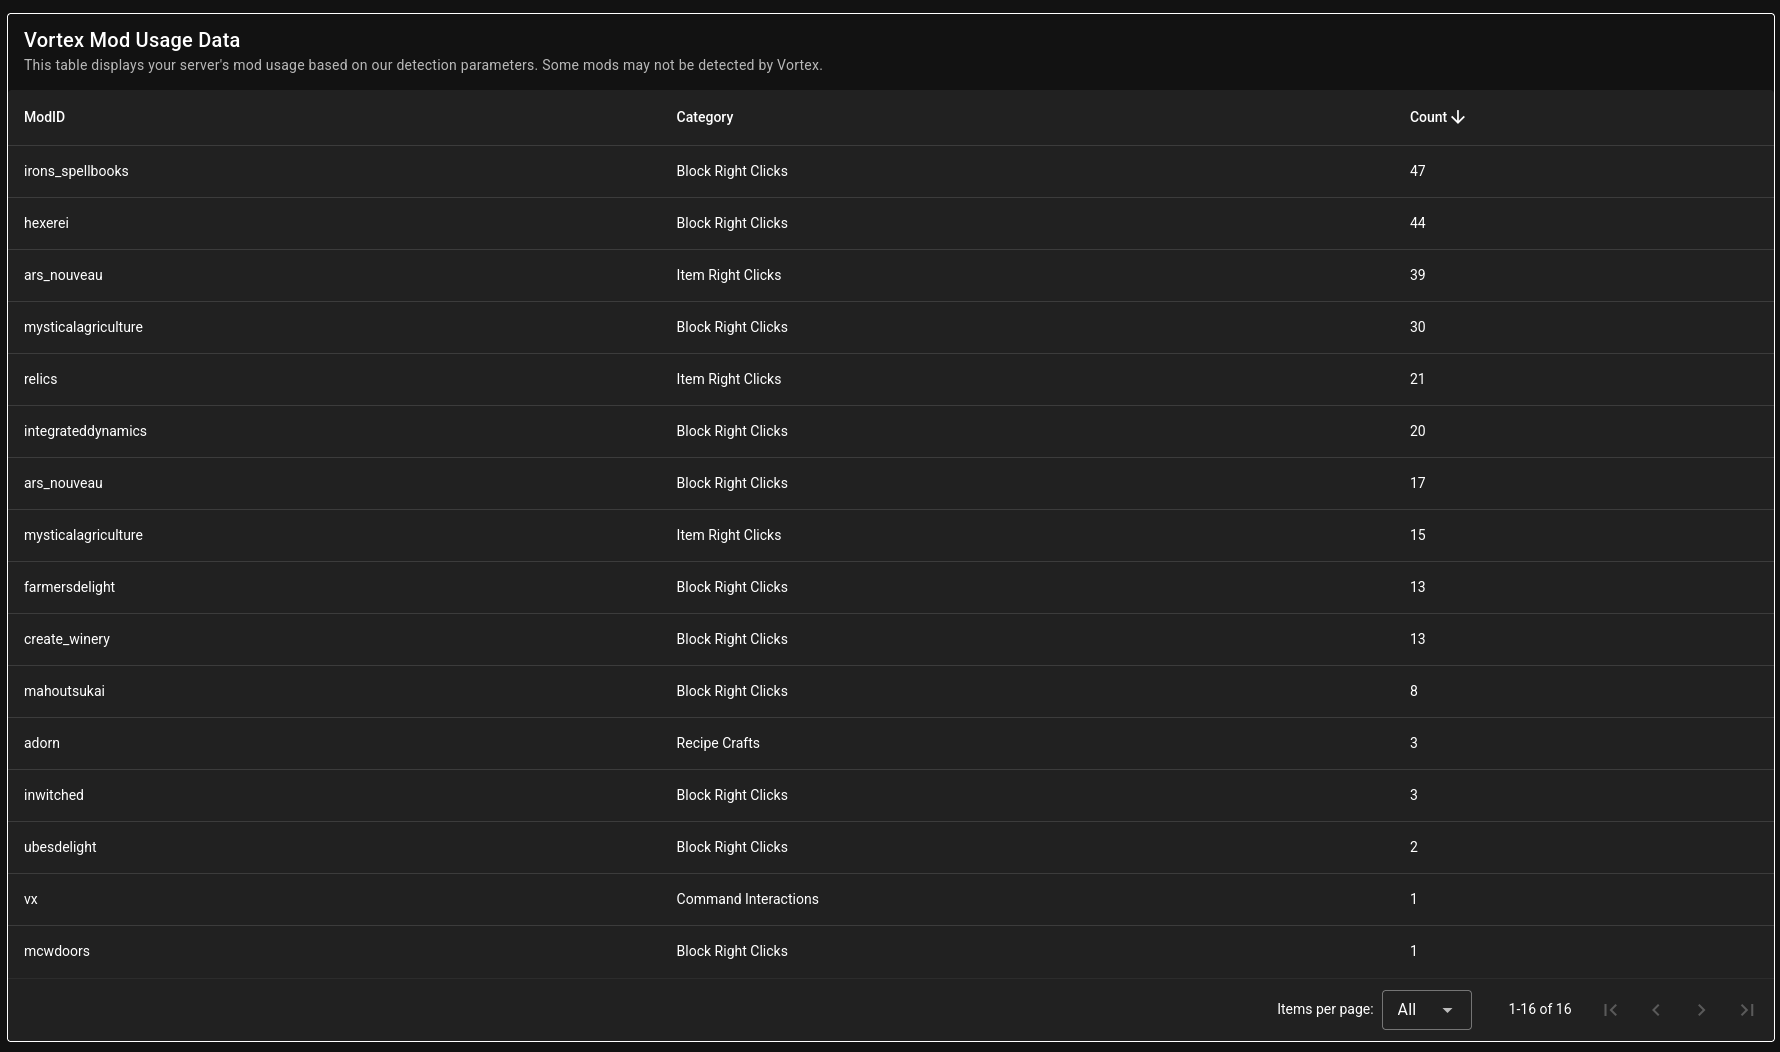 Vortex Mod Usage Data
This table displays your server's mod usage based on our detection parameters. Some mods may not be detected by Vortex.
ModID Category Count
irons_spellbooks Block Right Clicks 47
hexerei Block Right Clicks 44
ars_nouveau Item Right Clicks 39
mysticalagriculture Block Right Clicks 30
relics Item Right Clicks 21
integrateddynamics Block Right Clicks 20
ars_nouveau Block Right Clicks 17
mysticalagriculture Item Right Clicks 15
farmersdelight Block Right Clicks 13
create_winery Block Right Clicks 13
mahoutsukai Block Right Clicks 8
adorn Recipe Crafts 3
inwitched Block Right Clicks 3
ubesdelight Block Right Clicks 2
vx Command Interactions 1
mcwdoors Block Right Clicks 1
Items per page: All 1-16 of 16